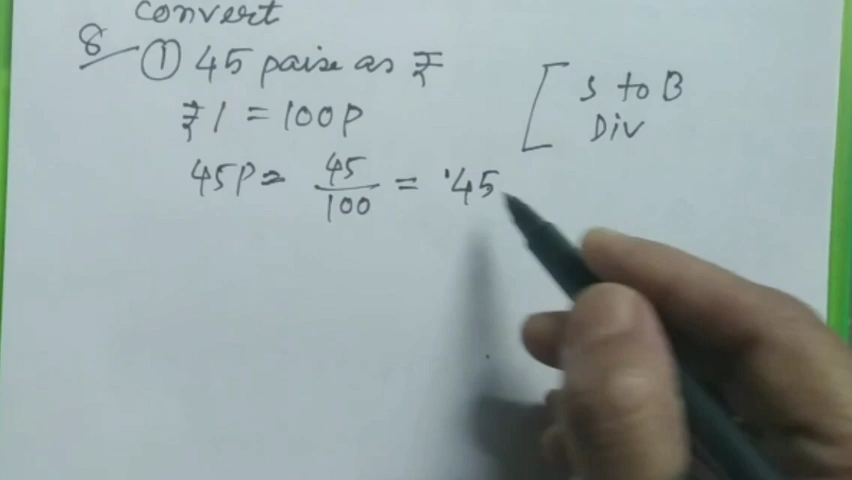 convert
8 ① 45 paise as ₹
₹1 = 100P
45P = 45/100 = .45
S to B
Div